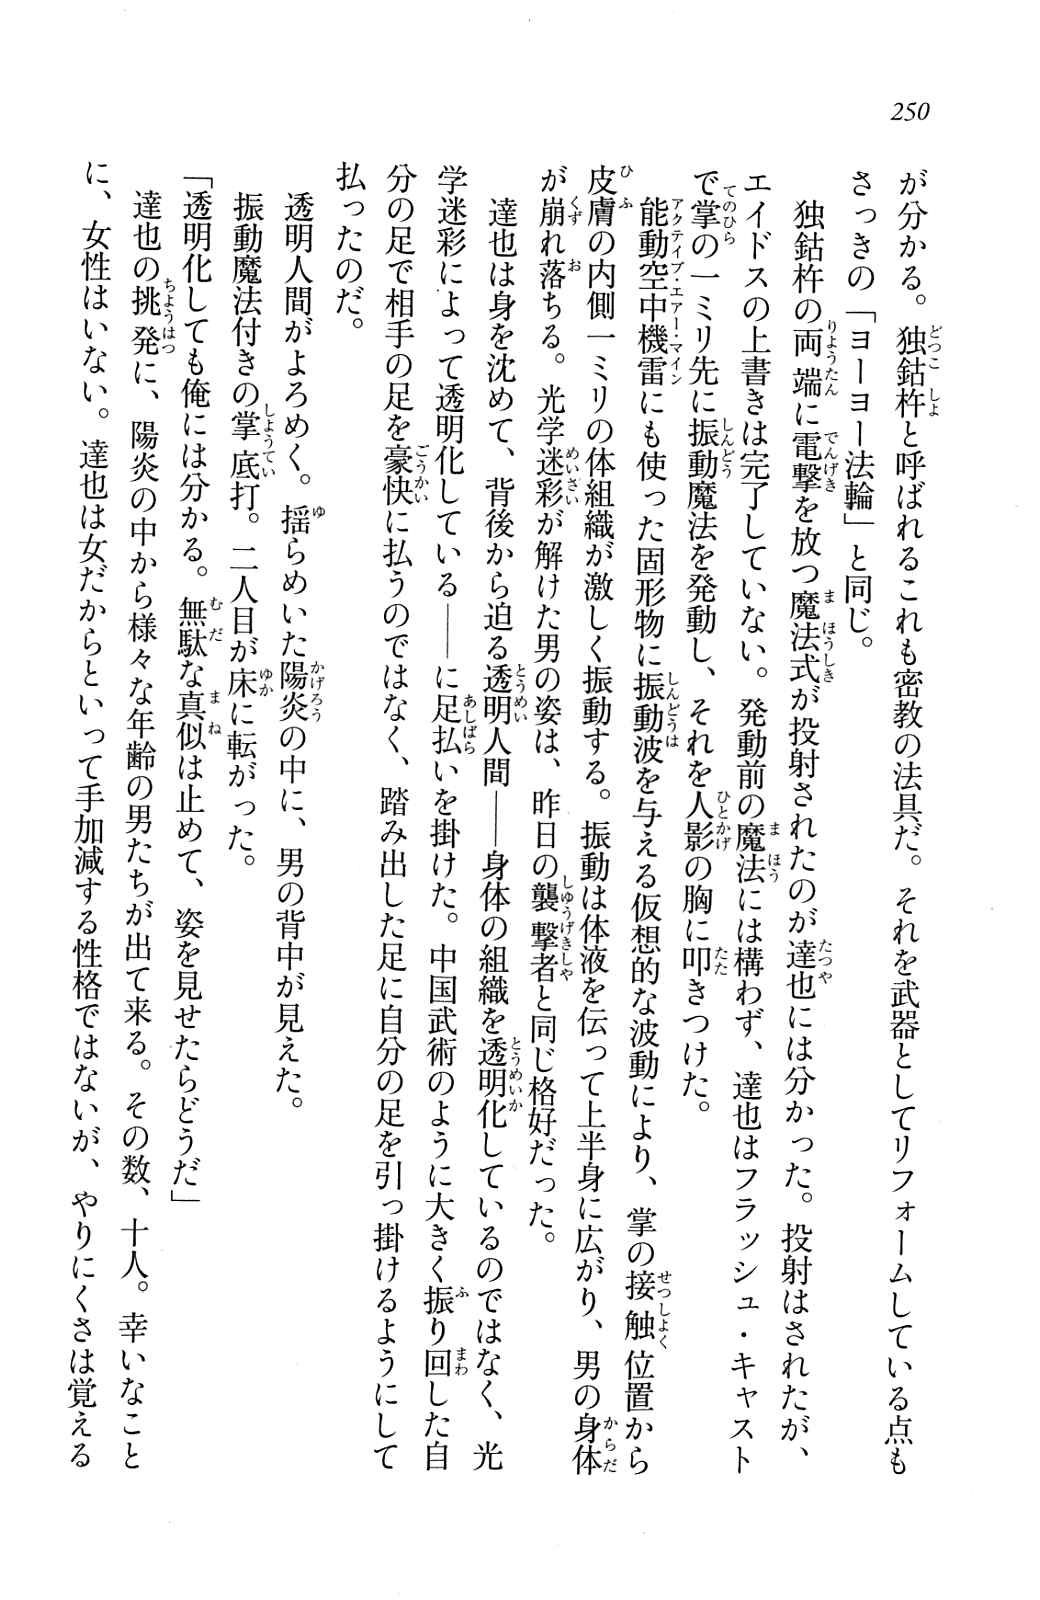 250
が分かる。独鈷杵と呼ばれるこれも密教の法具だ。それを武器としてリフォームしている点も
さっきの「ヨーヨー法輪」と同じ。
独鈷杵の両端に電撃を放つ魔法式が投射されたのが達也には分かった。投射はされたが、
エイドスの上書きは完了していない。発動前の魔法には構わず、達也はフラッシュ・キャスト
で掌の一ミリ先に振動魔法を発動し、それを人影の胸に叩きつけた。
能動空中機雷にも使った固形物に振動波を与える仮想的な波動により、掌の接触位置から
皮膚の内側一ミリの体組織が激しく振動する。振動は体液を伝って上半身に広がり、男の身体
が崩れ落ちる。光学迷彩が解けた男の姿は、昨日の襲撃者と同じ格好だった。
達也は身を沈めて、背後から迫る透明人間――身体の組織を透明化しているのではなく、光
学迷彩によって透明化している――に足払いを掛けた。中国武術のように大きく振り回した自
分の足で相手の足を豪快に払うのではなく、踏み出した足に自分の足を引っ掛けるようにして
払ったのだ。
透明人間がよろめく。揺らめいた陽炎の中に、男の背中が見えた。
振動魔法付きの掌底打。二人目が床に転がった。
「透明化しても俺には分かる。無駄な真似は止めて、姿を見せたらどうだ」
達也の挑発に、陽炎の中から様々な年齢の男たちが出て来る。その数、十人。幸いなこと
に、女性はいない。達也は女だからといって手加減する性格ではないが、やりにくさは覚える